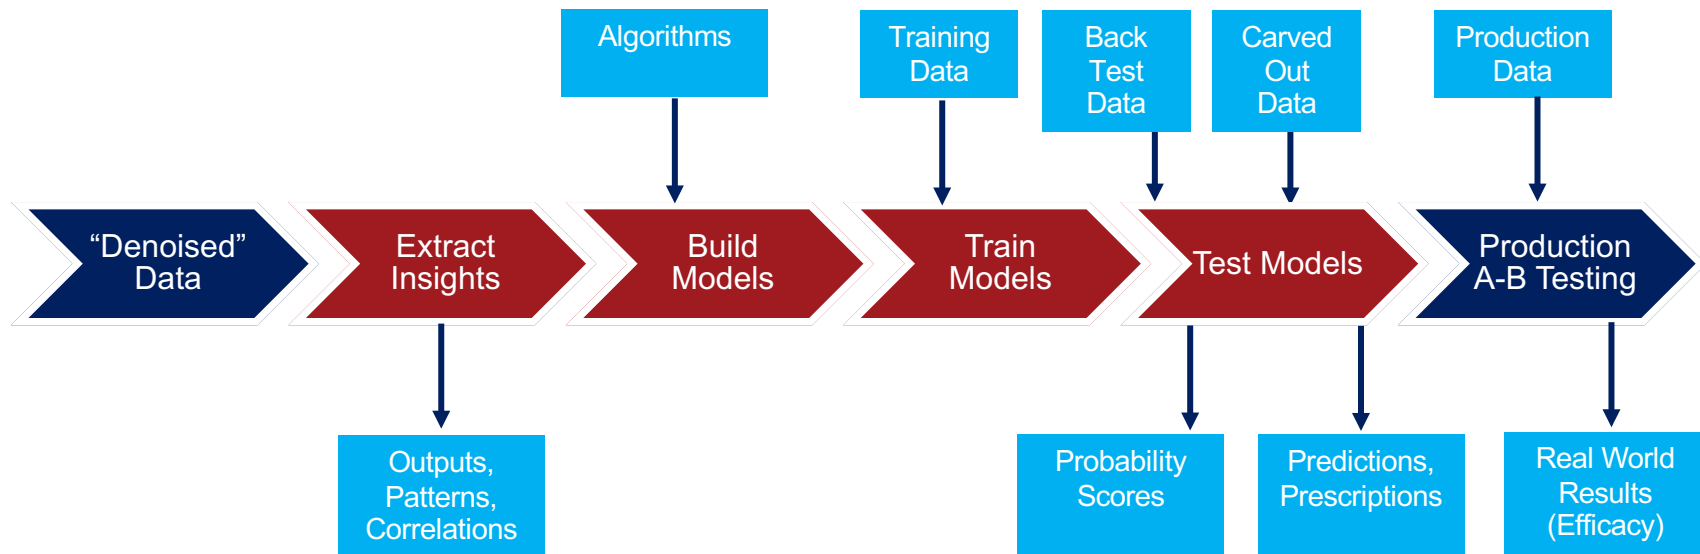 Algorithms
Training
Data
Back
Test
Data
Carved
Out
Data
Production
Data
“Denoised”
Data
Extract
Insights
Build
Models
Train
Models
Test Models
Production
A-B Testing
Outputs,
Patterns,
Correlations
Probability
Scores
Predictions,
Prescriptions
Real World
Results
(Efficacy)